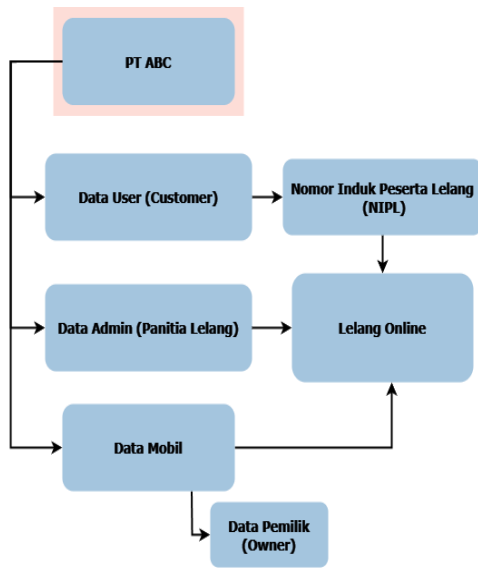 PT ABC
Data User (Customer)
Nomor Induk Peserta Lelang
(NIPL)
Data Admin (Panitia Lelang)
Lelang Online
Data Mobil
Data Pemilik
(Owner)